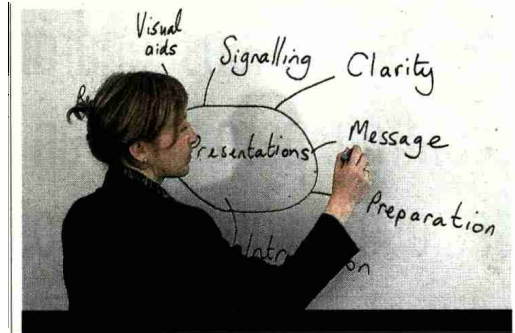 Visual
aids
Signalling
Clarity
Presentations
Message
Preparation